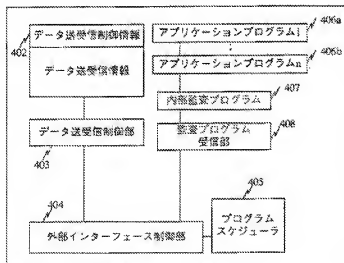 データ送受信制御情報
402
データ送受信情報
データ送受信制御部
403
406a
アプリケーションプログラム1
アプリケーションプログラムn
406b
407
内部監査プログラム
408
監査プログラム
受信部
404
外部インターフェース制御部
405
プログラム
スケジューラ